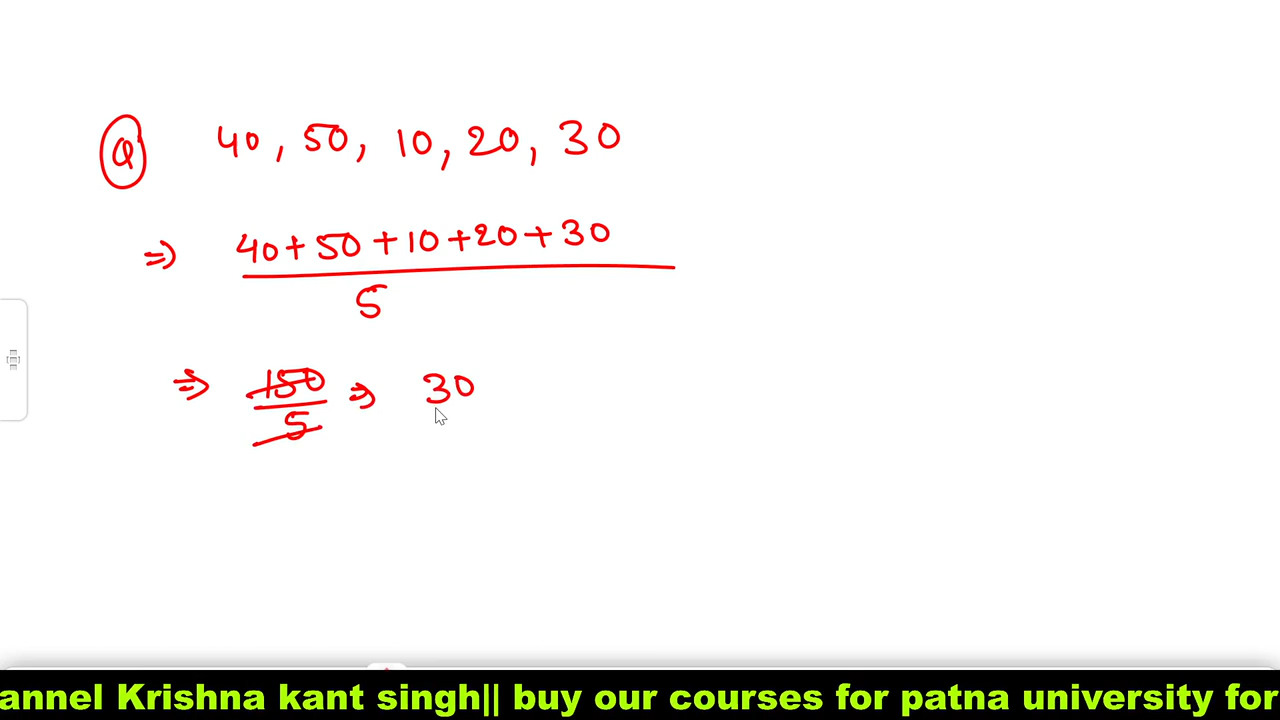 Q 40, 50, 10, 20, 30
⇒ 40+50+10+20+30
5
⇒ 150
5
⇒ 30
annel Krishna kant singh|| buy our courses for patna university for